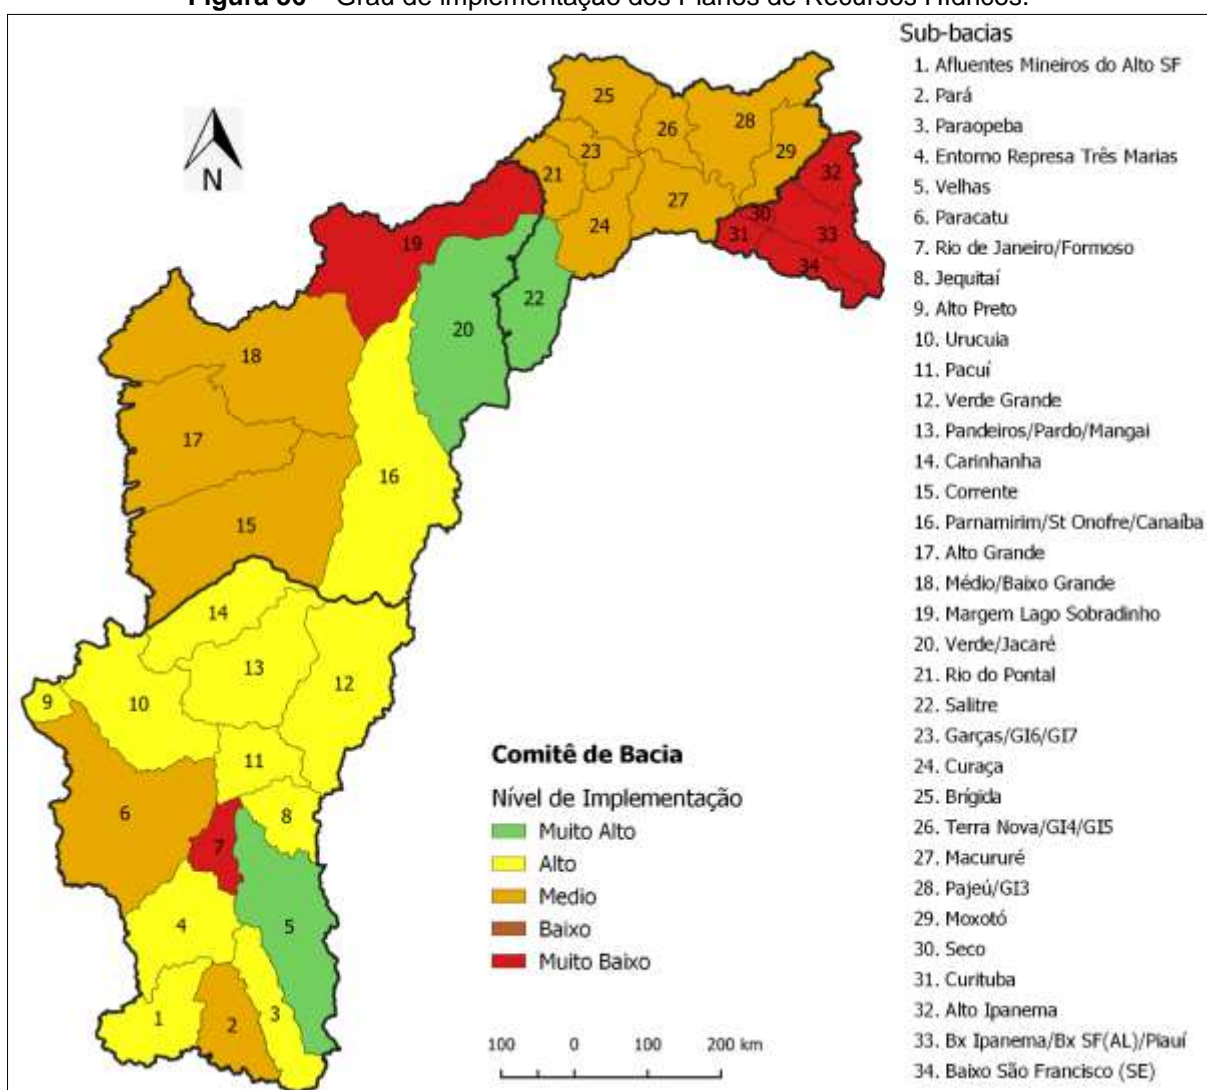 Figura 30 – Grau de implementação dos Planos de Recursos Hídricos.
N
Sub-bacias
1. Afluentes Mineiros do Alto SF
2. Pará
3. Paraopeba
4. Entorno Represa Três Marias
5. Velhas
6. Paracatu
7. Rio de Janeiro/Formoso
8. Jequitaí
9. Alto Preto
10. Urucuia
11. Pacuí
12. Verde Grande
13. Pandeiros/Pardo/Mangai
14. Carinhanha
15. Corrente
16. Parnamirim/St Onofre/Canaíba
17. Alto Grande
18. Médio/Baixo Grande
19. Margem Lago Sobradinho
20. Verde/Jacaré
21. Rio do Pontal
22. Salitre
23. Garças/GI6/GI7
24. Curaça
25. Brígida
26. Terra Nova/GI4/GI5
27. Macururé
28. Pajeú/GI3
29. Moxotó
30. Seco
31. Curituba
32. Alto Ipanema
33. Bx Ipanema/Bx SF(AL)/Piauí
34. Baixo São Francisco (SE)
25
26
28
23
29
21
32
27
24
30
31
33
34
19
22
20
18
17
16
15
14
13
12
9
10
11
6
8
7
4
5
1
2
3
Comitê de Bacia
Nível de Implementação
Muito Alto
Alto
Medio
Baixo
Muito Baixo
100 0 100 200 km